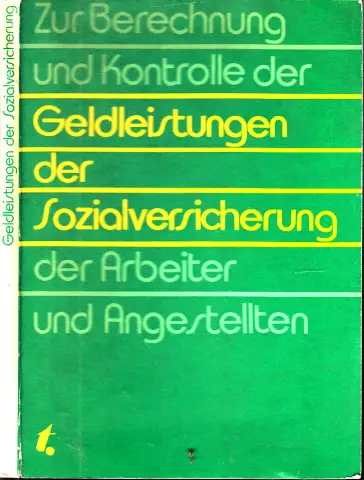 Geldleistungen der Sozialversicherung
Zur Berechnung
und Kontrolle der
Geldleistungen
der
Sozialversicherung
der Arbeiter
und Angestellten
t.